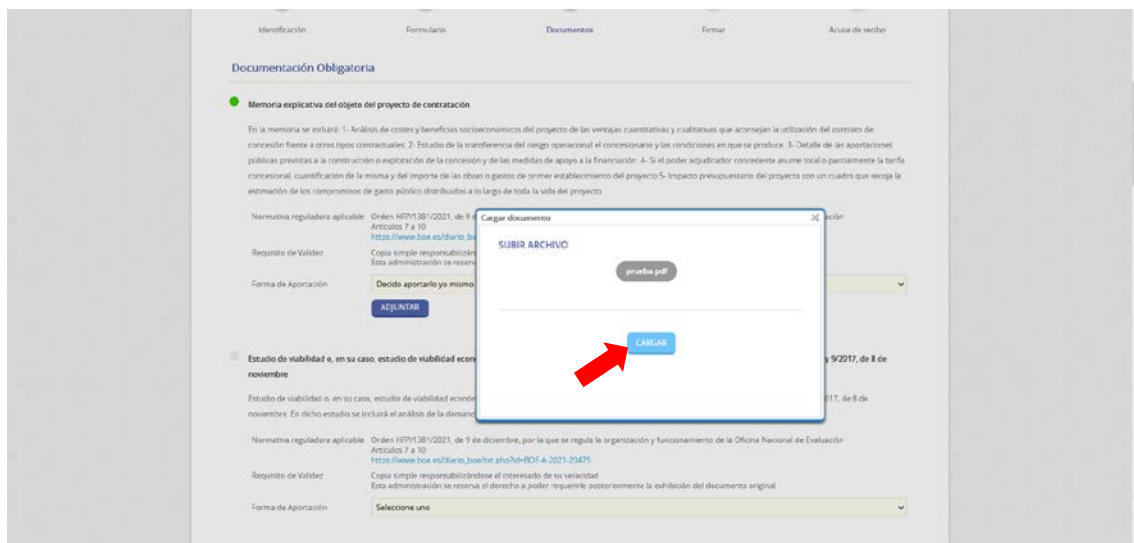 Identificación Formulario Documentos Firmar Acuse de recibo
Documentación Obligatoria
Memoria explicativa del objeto del proyecto de contratación
En la memoria se incluirá: 1- Análisis de costes y beneficios socioeconómicos del proyecto de las ventajas cuantitativas y cualitativas que aconsejan la utilización del contrato de
concesión frente a otros tipos contractuales. 2- Estudio de la transferencia del riesgo operacional el concesionario y las condiciones en que se produce. 3- Detalle de las aportaciones
públicas previstas a la construcción o explotación de la concesión y de las medidas de apoyo a la financiación. 4- Si el poder adjudicador concedente asume total o parcialmente la tarifa
concesional, cuantificación de la misma y del importe de las obras o gastos de primer establecimiento del proyecto 5- Impacto presupuestario del proyecto con un cuadro que recoja la
estimación de los compromisos de gasto público distribuidos a lo largo de toda la vida del proyecto
Normativa reguladora aplicable Orden HFP/1381/2021, de 9 d
ación
Artículos 7 a 10
https://www.boe.es/diario_bo
Requisito de Validez Copia simple responsabilizán
Esta administración se reserv
Forma de Aportación Decido aportarlo yo mismo
ADJUNTAR
Cargar documento
SUBIR ARCHIVO
prueba.pdf
CARGAR
Estudio de viabilidad o, en su caso, estudio de viabilidad econ
y 9/2017, de 8 de
noviembre
Estudio de viabilidad o, en su caso, estudio de viabilidad económ
017, de 8 de
noviembre. En dicho estudio se incluirá el análisis de la demand
Normativa reguladora aplicable Orden HFP/1381/2021, de 9 de diciembre, por la que se regula la organización y funcionamiento de la Oficina Nacional de Evaluación
Artículos 7 a 10
https://www.boe.es/diario_boe/txt.php?id=BOE-A-2021-20475
Requisito de Validez Copia simple responsabilizándose el interesado de su veracidad
Esta administración se reserva el derecho a poder requerirle posteriormente la exhibición del documento original
Forma de Aportación Seleccione uno